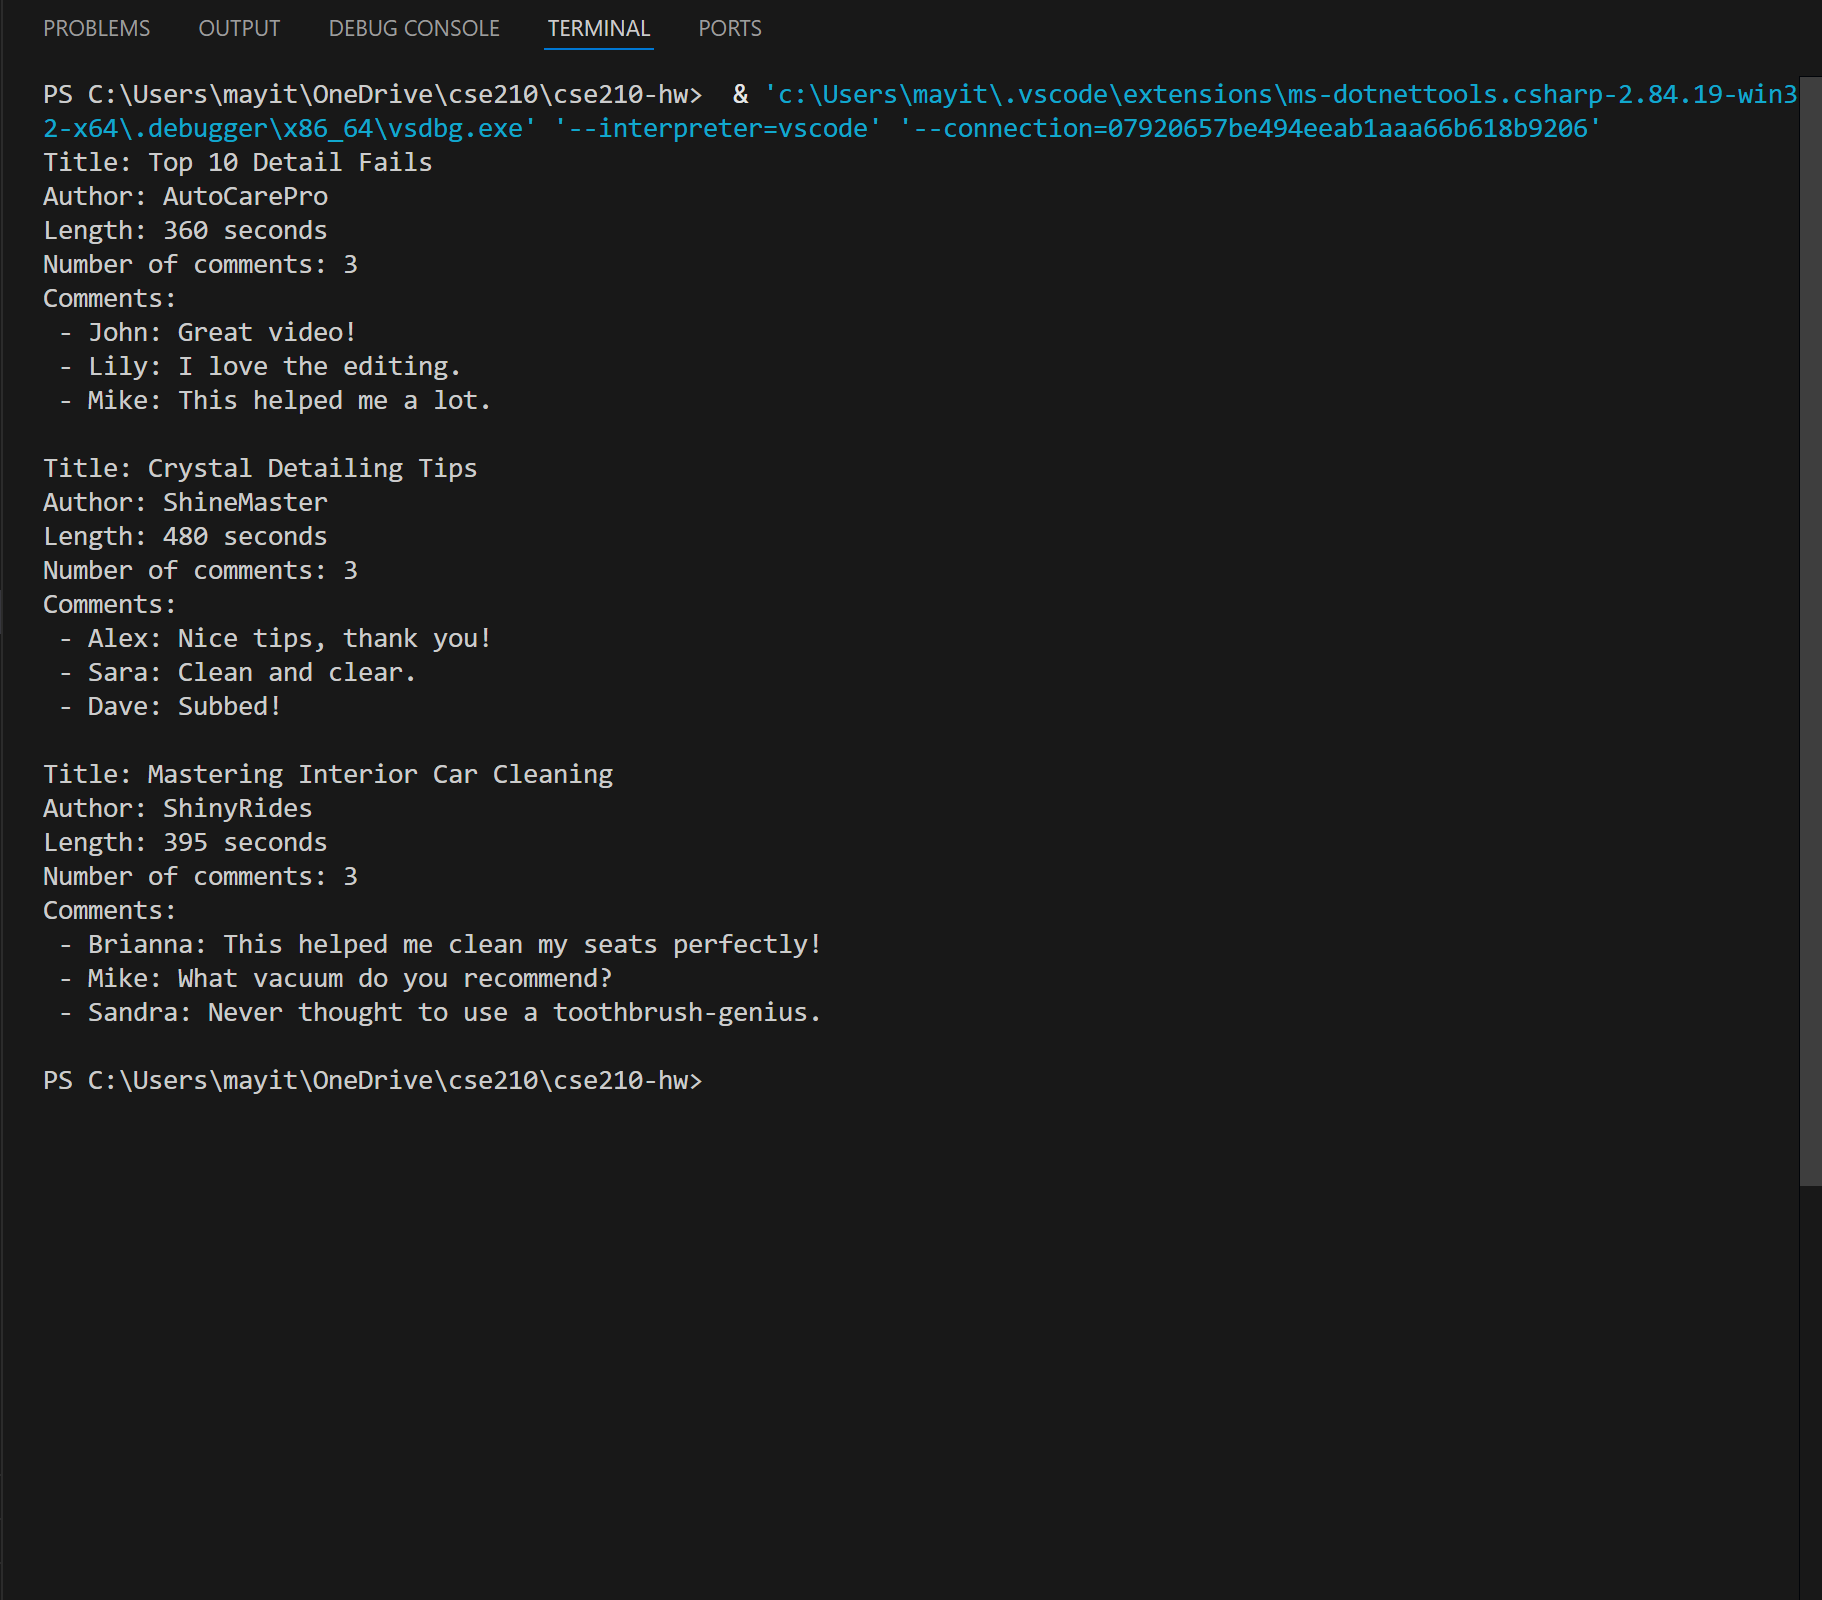 PROBLEMS OUTPUT DEBUG CONSOLE TERMINAL PORTS
PS C:\Users\mayit\OneDrive\cse210\cse210-hw>  & 'c:\Users\mayit\.vscode\extensions\ms-dotnettools.csharp-2.84.19-win3
2-x64\.debugger\x86_64\vsdbg.exe' '--interpreter=vscode' '--connection=07920657be494eeab1aaa66b618b9206'
Title: Top 10 Detail Fails
Author: AutoCarePro
Length: 360 seconds
Number of comments: 3
Comments:
 - John: Great video!
 - Lily: I love the editing.
 - Mike: This helped me a lot.

Title: Crystal Detailing Tips
Author: ShineMaster
Length: 480 seconds
Number of comments: 3
Comments:
 - Alex: Nice tips, thank you!
 - Sara: Clean and clear.
 - Dave: Subbed!

Title: Mastering Interior Car Cleaning
Author: ShinyRides
Length: 395 seconds
Number of comments: 3
Comments:
 - Brianna: This helped me clean my seats perfectly!
 - Mike: What vacuum do you recommend?
 - Sandra: Never thought to use a toothbrush-genius.

PS C:\Users\mayit\OneDrive\cse210\cse210-hw>